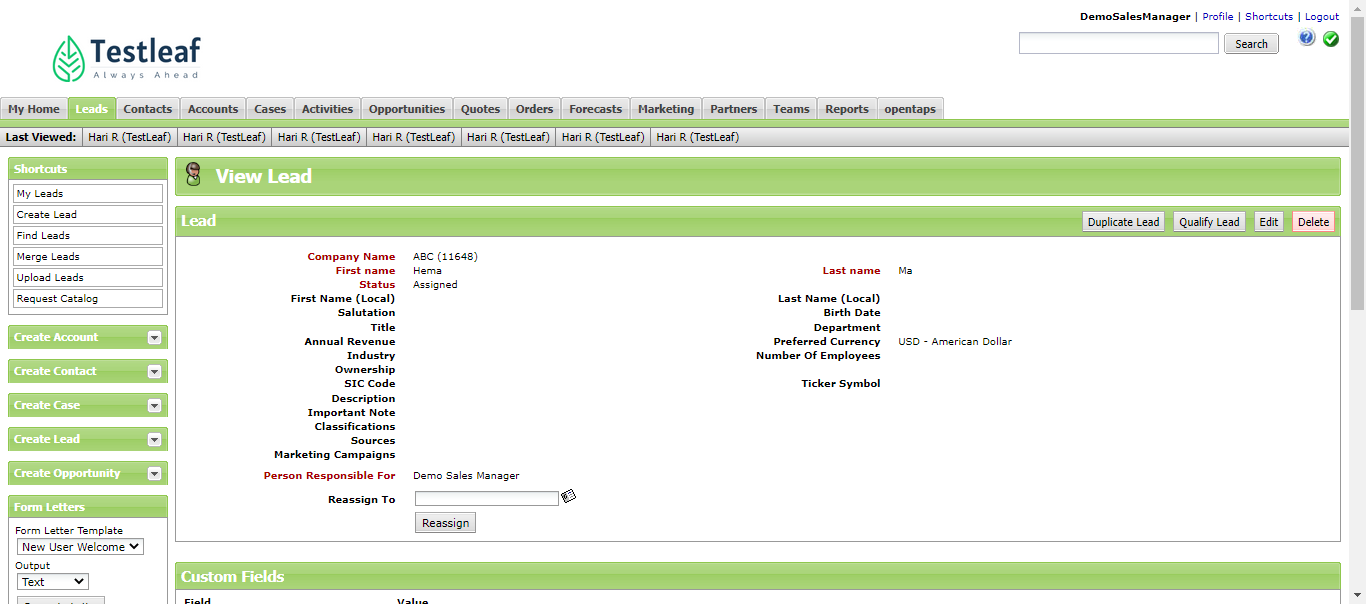 DemoSalesManager | Profile | Shortcuts | Logout
Testleaf
Always Ahead
Search
My Home Leads Contacts Accounts Cases Activities Opportunities Quotes Orders Forecasts Marketing Partners Teams Reports opentaps
Last Viewed: Hari R (TestLeaf) Hari R (TestLeaf) Hari R (TestLeaf) Hari R (TestLeaf) Hari R (TestLeaf) Hari R (TestLeaf) Hari R (TestLeaf)
Shortcuts
My Leads
Create Lead
Find Leads
Merge Leads
Upload Leads
Request Catalog
Create Account
Create Contact
Create Case
Create Lead
Create Opportunity
Form Letters
Form Letter Template
New User Welcome
Output
Text
View Lead
Lead
Duplicate Lead Qualify Lead Edit Delete
Company Name ABC (11648)
First name Hema Last name Ma
Status Assigned
First Name (Local) Last Name (Local)
Salutation Birth Date
Title Department
Annual Revenue Preferred Currency USD - American Dollar
Industry Number Of Employees
Ownership
SIC Code Ticker Symbol
Description
Important Note
Classifications
Sources
Marketing Campaigns
Person Responsible For Demo Sales Manager
Reassign To
Reassign
Custom Fields
Field Value